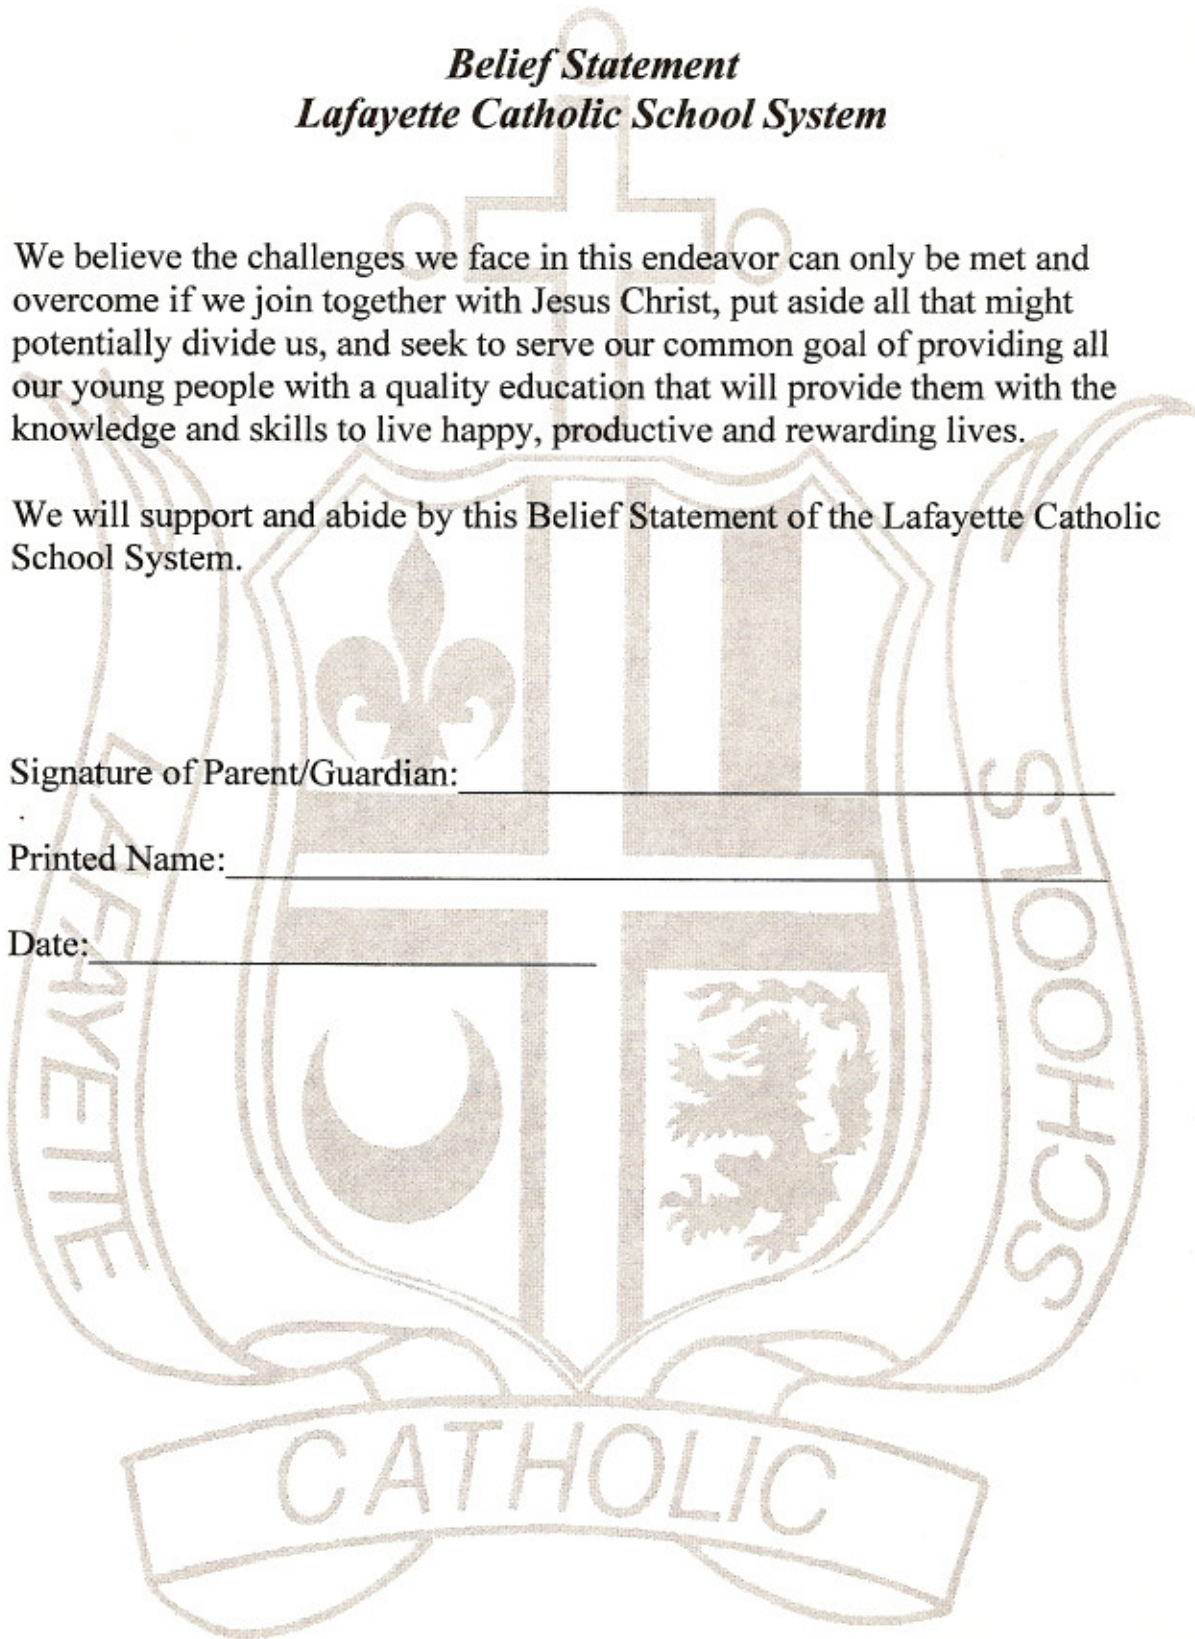 Belief Statement
Lafayette Catholic School System
We believe the challenges we face in this endeavor can only be met and
overcome if we join together with Jesus Christ, put aside all that might
potentially divide us, and seek to serve our common goal of providing all
our young people with a quality education that will provide them with the
knowledge and skills to live happy, productive and rewarding lives.
We will support and abide by this Belief Statement of the Lafayette Catholic
School System.
Signature of Parent/Guardian:
Printed Name:
Date:
LAFAYETTE
CATHOLIC
SCHOOLS